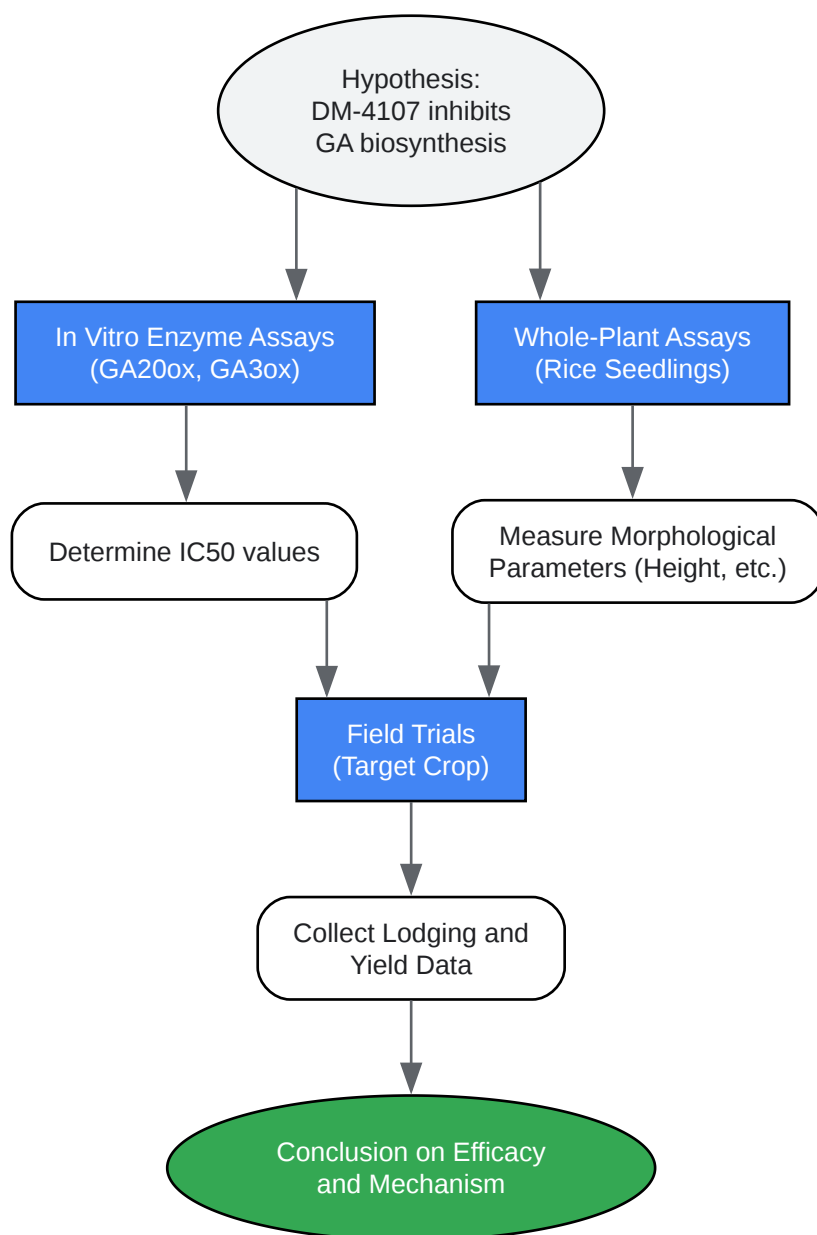 Hypothesis:
DM-4107 inhibits
GA biosynthesis
In Vitro Enzyme Assays
(GA20ox, GA3ox)
Whole-Plant Assays
(Rice Seedlings)
Determine IC50 values
Measure Morphological
Parameters (Height, etc.)
Field Trials
(Target Crop)
Collect Lodging and
Yield Data
Conclusion on Efficacy
and Mechanism